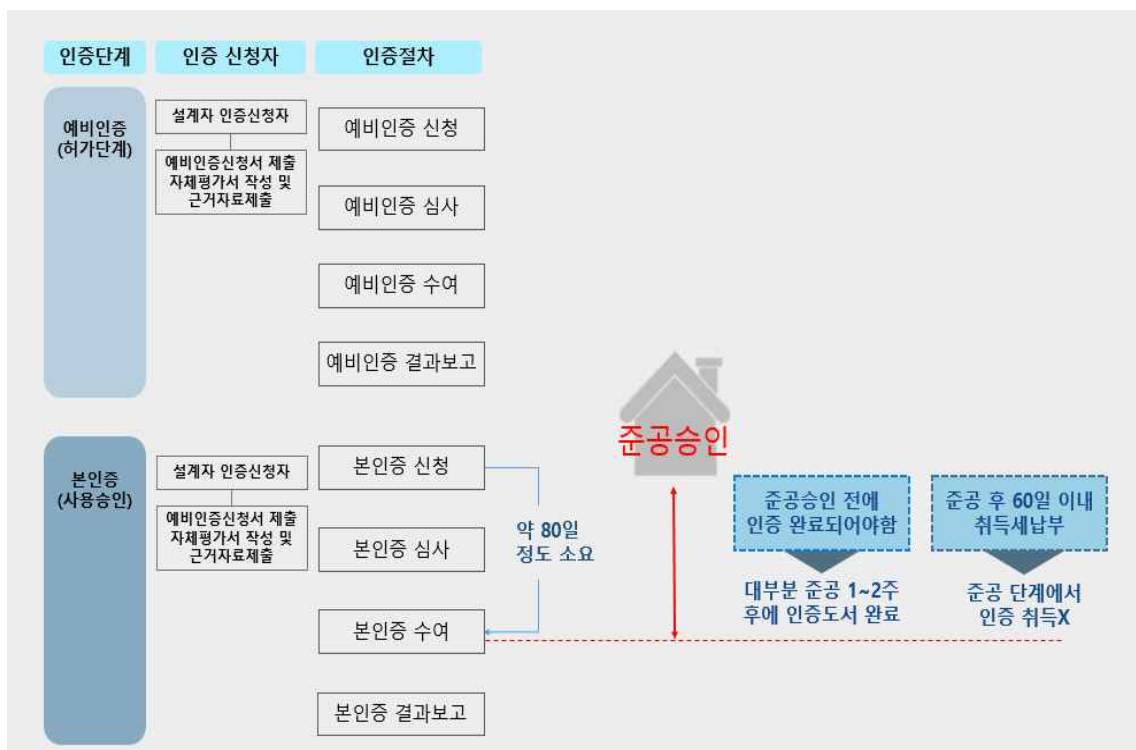 인증단계
인증 신청자
인증절차
예비인증
(허가단계)
설계자 인증신청자
예비인증신청서 제출
자체평가서 작성 및
근거자료제출
예비인증 신청
예비인증 심사
예비인증 수여
예비인증 결과보고
본인증
(사용승인)
설계자 인증신청자
예비인증신청서 제출
자체평가서 작성 및
근거자료제출
본인증 신청
본인증 심사
본인증 수여
본인증 결과보고
약 80일
정도 소요
준공승인
준공승인 전에
인증 완료되어야함
대부분 준공 1~2주
후에 인증도서 완료
준공 후 60일 이내
취득세납부
준공 단계에서
인증 취득X